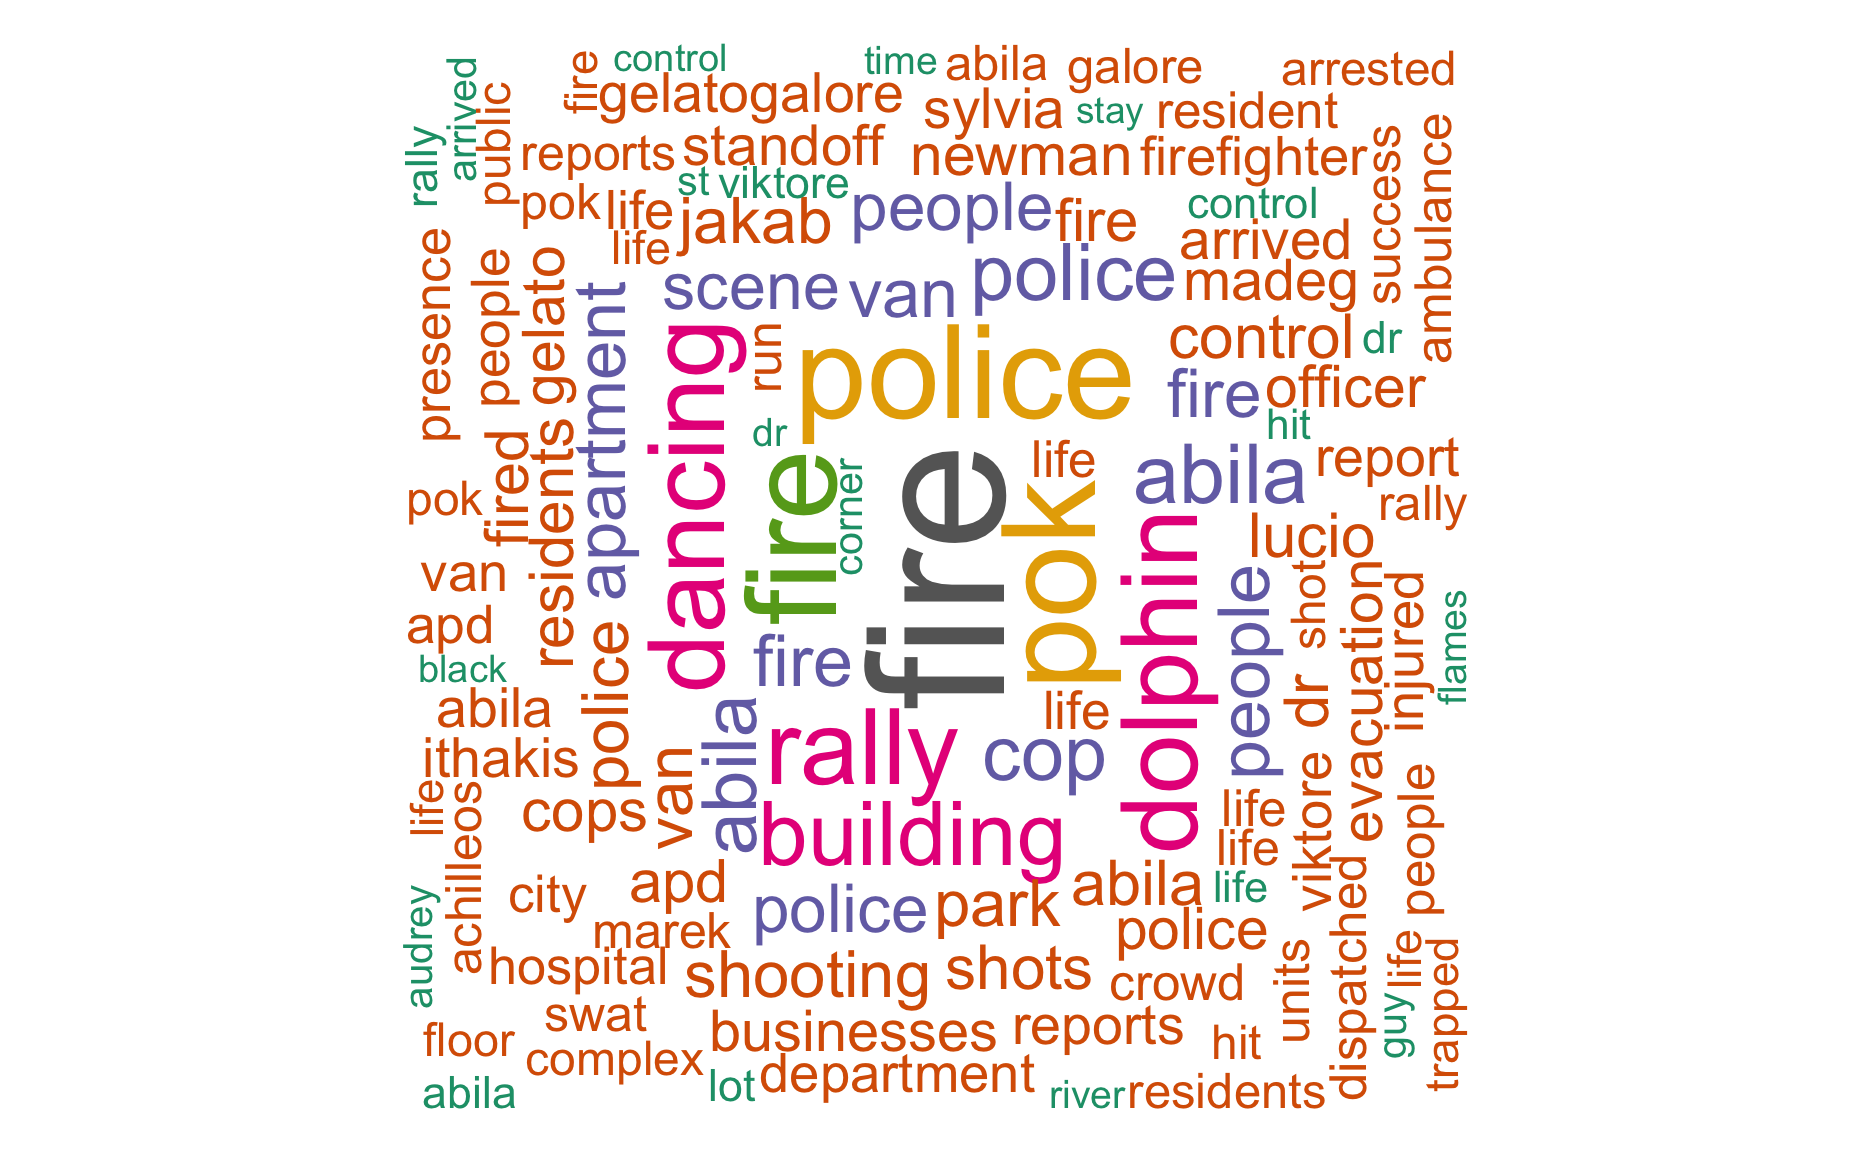 control
time
abila
galore
arrested
fire
gelatogalore
sylvia
stay
resident
arrived
public
rally
reports
standoff
newman
firefighter
success
ambulance
st
viktore
pok
life
jakab
people
fire
control
life
arrived
presence
people
gelato
scene
van
police
madeg
apartment
dancing
run
police
control
dr
fire
officer
dr
hit
fired
residents
fire
corner
fire
life
pok
abila
report
pok
dolphin
rally
lucio
van
people
shot
evacuation
injured
flames
apd
black
police
fire
dr
abila
abila
life
rally
cop
ithakis
van
life
achilleos
cops
building
life
life
viktore
people
audrey
city
apd
police
park
abila
life
dispatched
marek
police
hospital
shooting
shots
crowd
units
guy
life
trapped
swat
floor
businesses
reports
hit
complex
abila
lot
department
river
residents